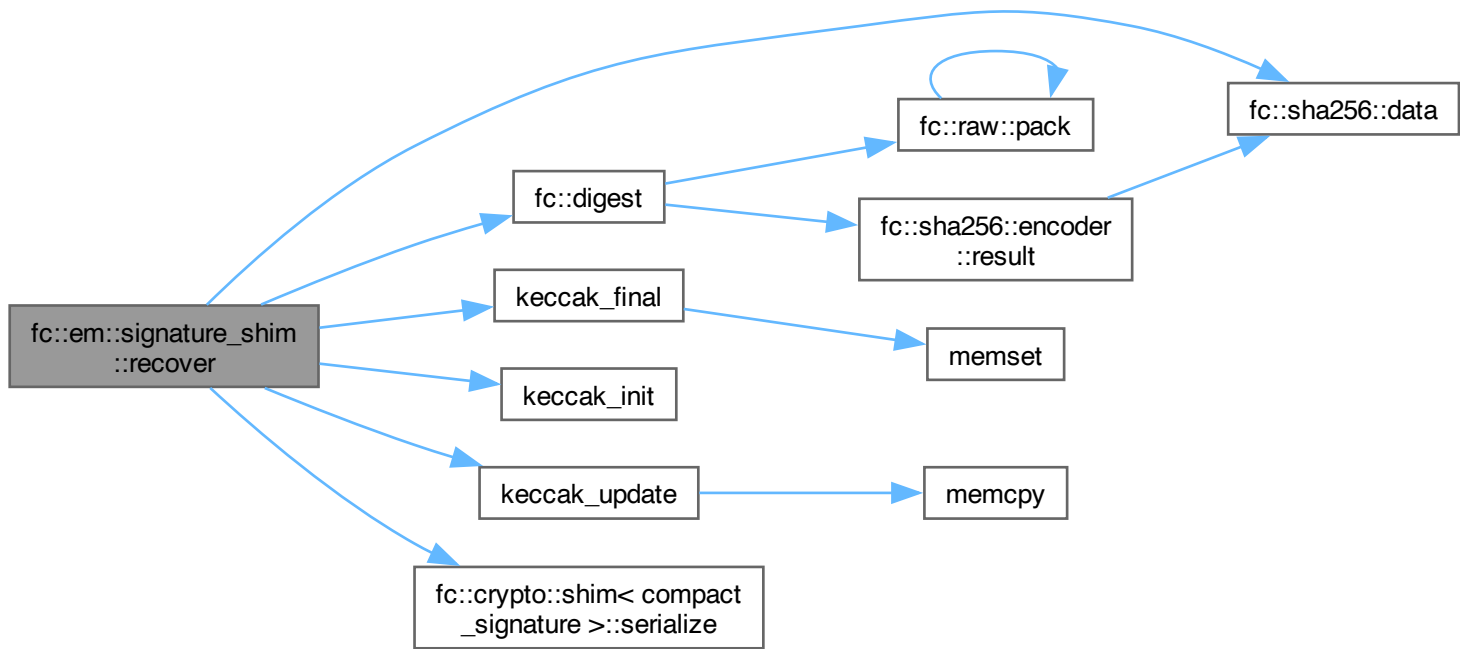 fc::em::signature_shim
::recover
fc::digest
keccak_final
keccak_init
keccak_update
fc::crypto::shim< compact
_signature >::serialize
fc::raw::pack
fc::sha256::encoder
::result
memset
memcpy
fc::sha256::data